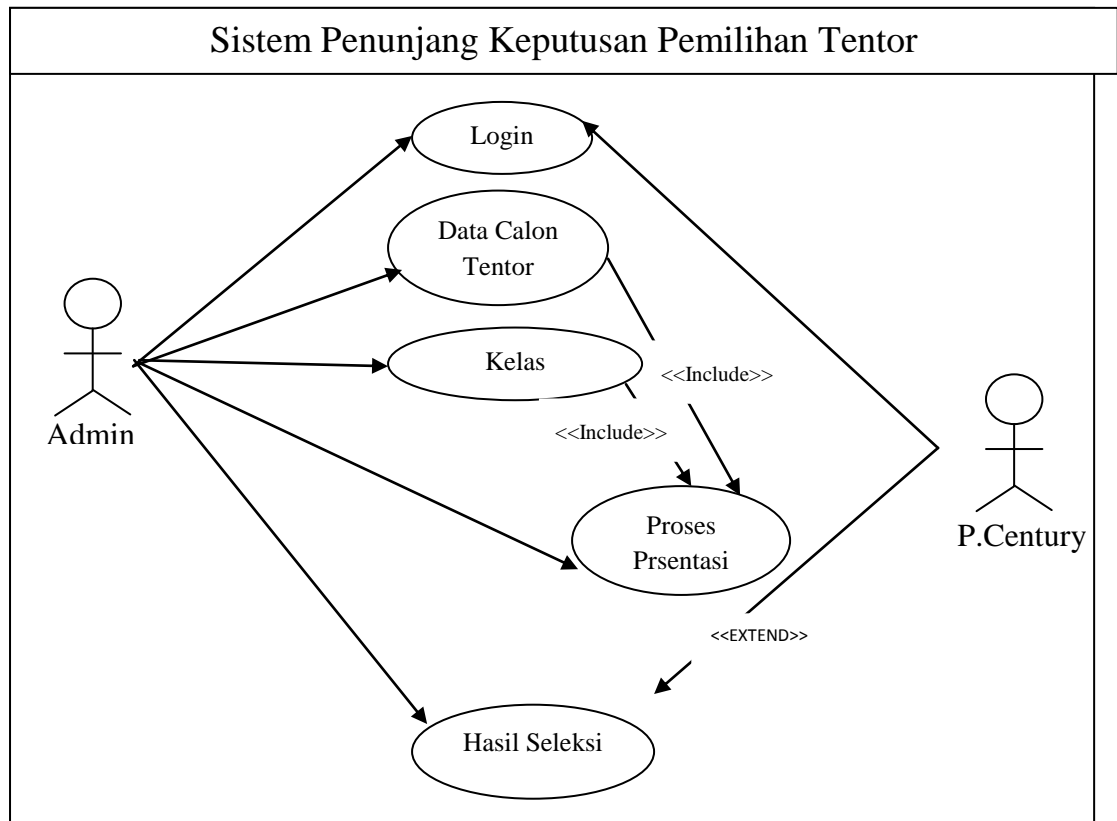 Sistem Penunjang Keputusan Pemilihan Tentor
Login
Data Calon
Tentor
Kelas
<<Include>>
<<Include>>
Admin
Proses
Prsentasi
P.Century
<<EXTEND>>
Hasil Seleksi